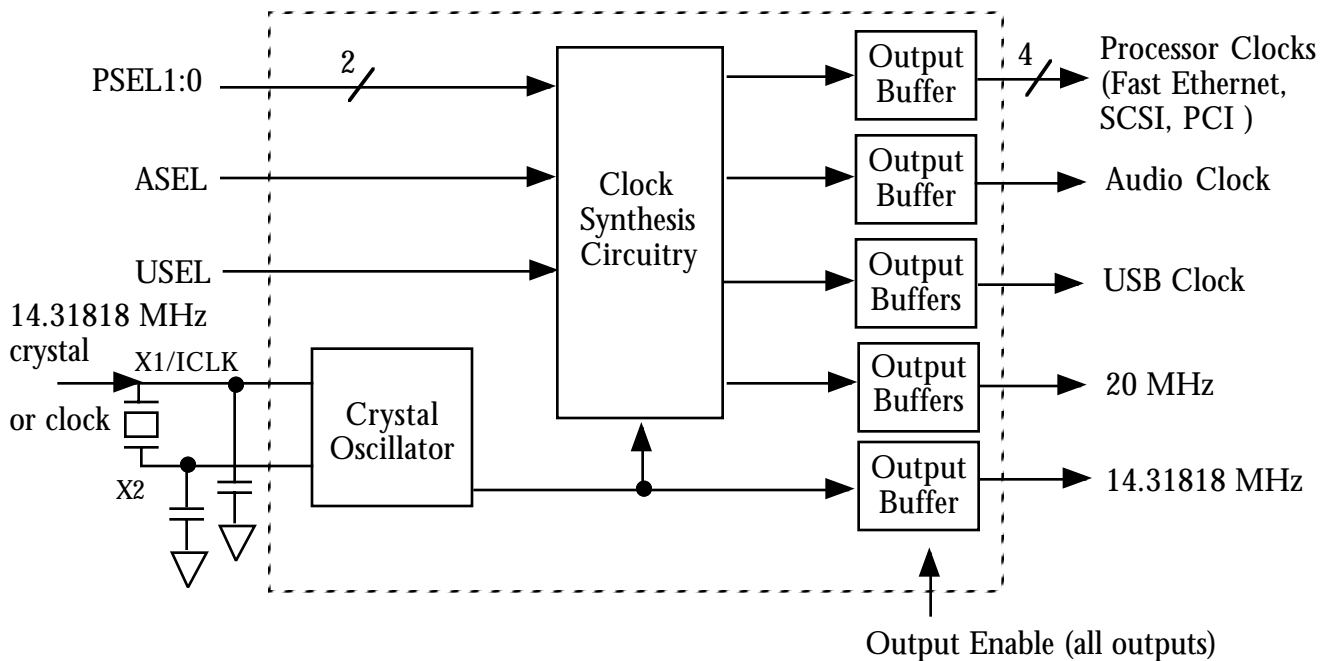 PSEL1:0
2
ASEL
USEL
14.31818 MHz
crystal
X1/ICLK
or clock
X2
Crystal
Oscillator
Clock
Synthesis
Circuitry
Output
Buffer
4
Processor Clocks
(Fast Ethernet,
SCSI, PCI )
Output
Buffer
Audio Clock
Output
Buffers
USB Clock
Output
Buffers
20 MHz
Output
Buffer
14.31818 MHz
Output Enable (all outputs)